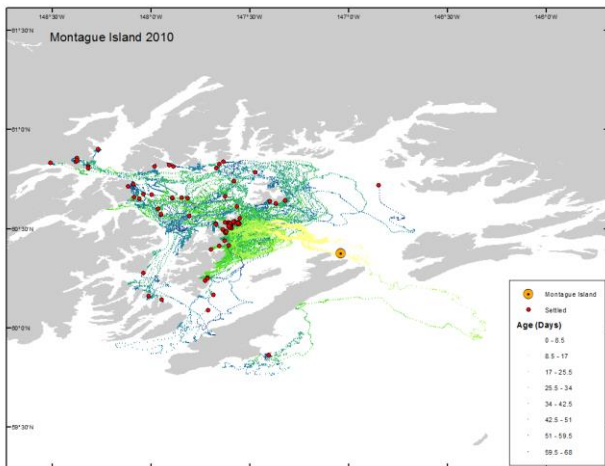 148°30'W 148°0'W 147°30'W 147°0'W 146°30'W 146°0'W
61°30'N
Montague Island 2010
61°0'N
60°30'N
60°0'N
59°30'N
Montague Island
Settled
Age (Days)
0 - 8.5
8.5 - 17
17 - 25.5
25.5 - 34
34 - 42.5
42.5 - 51
51 - 59.5
59.5 - 68